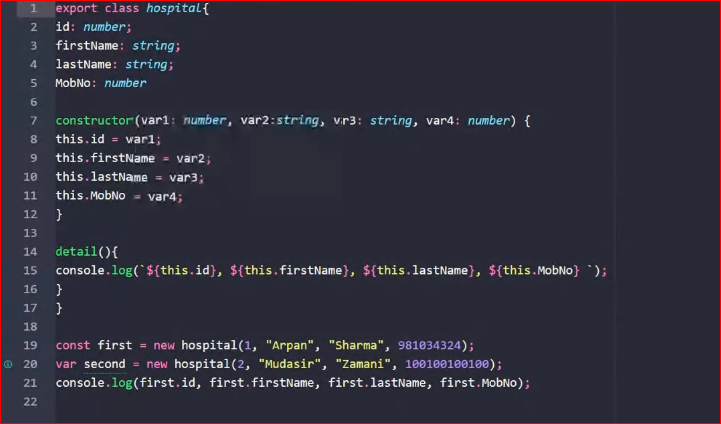 1 export class hospital{
2 id: number;
3 firstName: string;
4 lastName: string;
5 MobNo: number
6
7 constructor(var1: number, var2:string, vr3: string, var4: number) {
8 this.id = var1;
9 this.firstName = var2;
10 this.lastName = var3;
11 this.MobNo = var4;
12 }
13
14 detail(){
15 console.log(`${this.id}, ${this.firstName}, ${this.lastName}, ${this.MobNo} `);
16 }
17 }
18
19 const first = new hospital(1, "Arpan", "Sharma", 981034324);
20 var second = new hospital(2, "Mudasir", "Zamani", 100100100100);
21 console.log(first.id, first.firstName, first.lastName, first.MobNo);
22